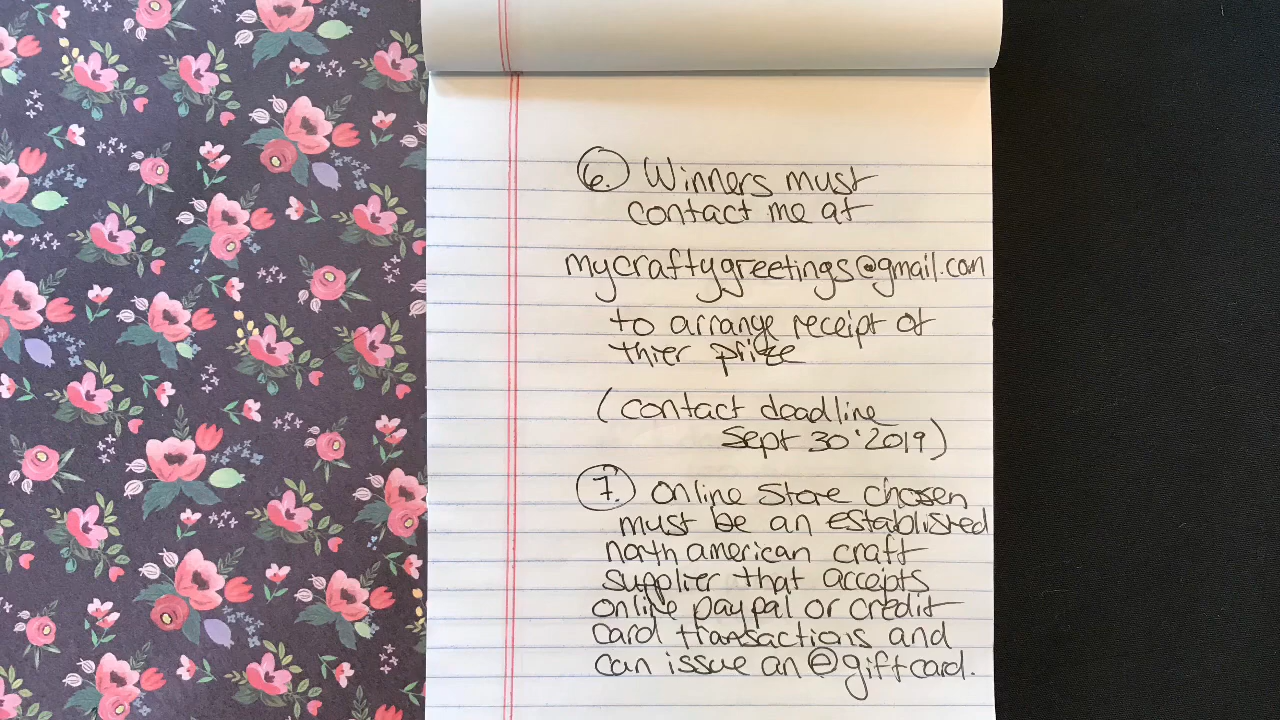 6. Winners must
contact me at
mycraftygreetings@gmail.com
to arrange receipt of
thier prize
(contact deadline
Sept 30 '2019)
7. Online Store chosen
must be an established
north american craft
supplier that accepts
online paypal or credit
card transactions and
can issue an e giftcard.